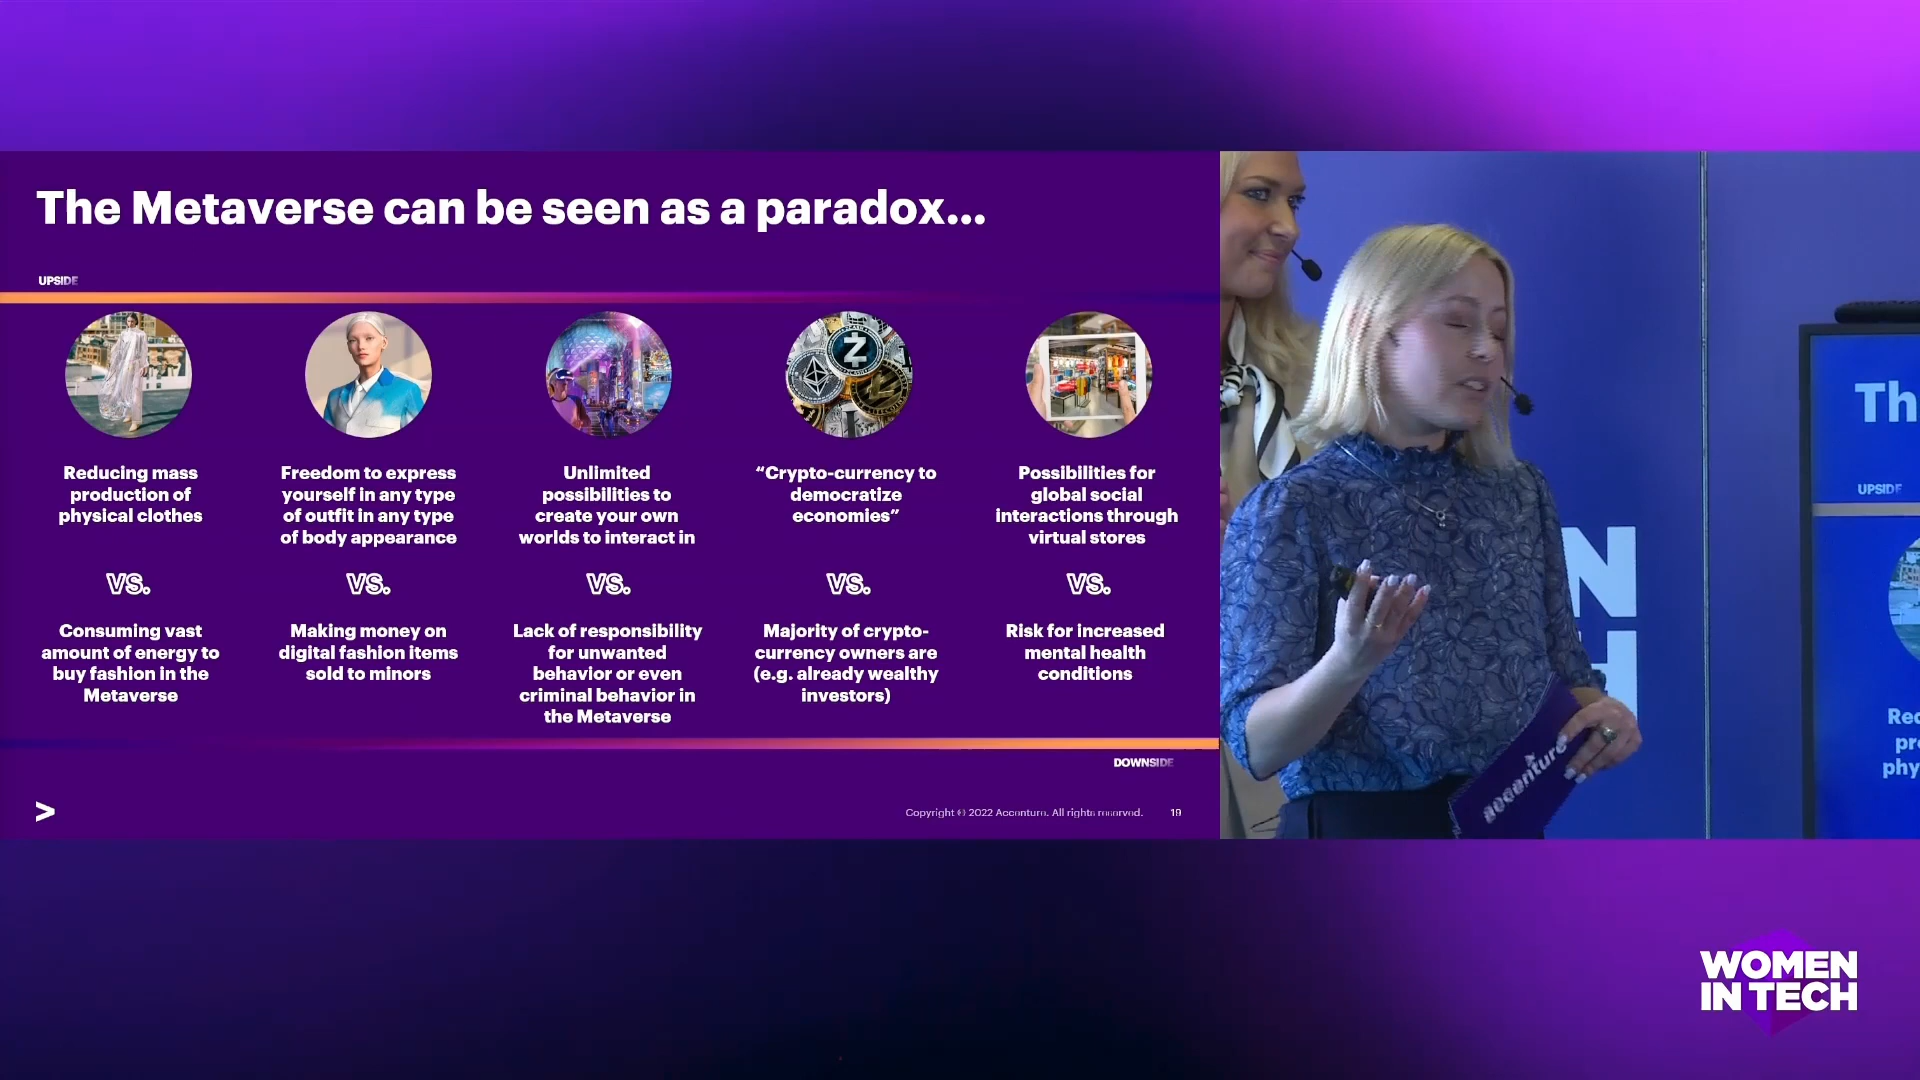 The Metaverse can be seen as a paradox...
UPSIDE
Reducing mass
production of
physical clothes
Freedom to express
yourself in any type
of outfit in any type
of body appearance
Unlimited
possibilities to
create your own
worlds to interact in
“Crypto-currency to
democratize
economies”
Possibilities for
global social
interactions through
virtual stores
VS.
VS.
VS.
VS.
VS.
Consuming vast
amount of energy to
buy fashion in the
Metaverse
Making money on
digital fashion items
sold to minors
Lack of responsibility
for unwanted
behavior or even
criminal behavior in
the Metaverse
Majority of crypto-
currency owners are
(e.g. already wealthy
investors)
Risk for increased
mental health
conditions
DOWNSIDE
>
Copyright © 2022 Accenture. All rights reserved.
19
accenture
N
H
Th
UPSIDE
Red
pro
phy
WOMEN
IN TECH